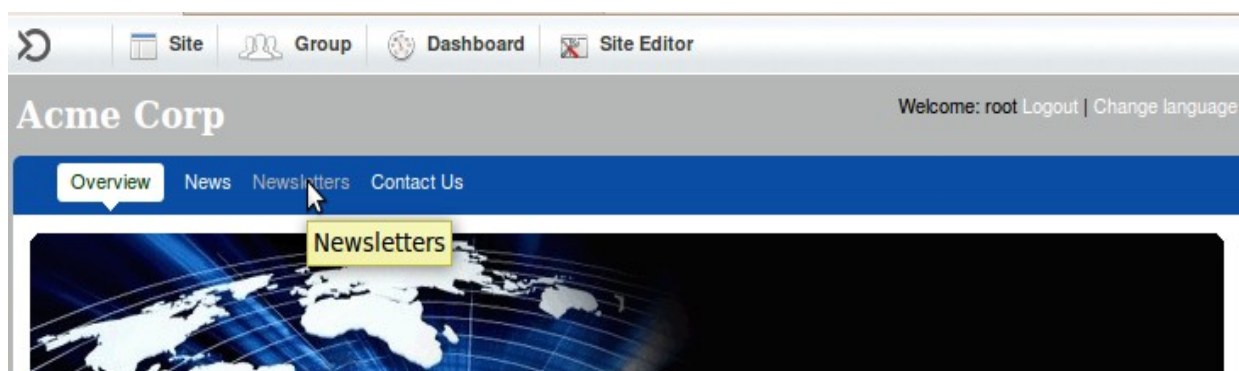 Site Group Dashboard Site Editor
Acme Corp
Welcome: root Logout | Change language
Overview News Newsletters Contact Us
Newsletters